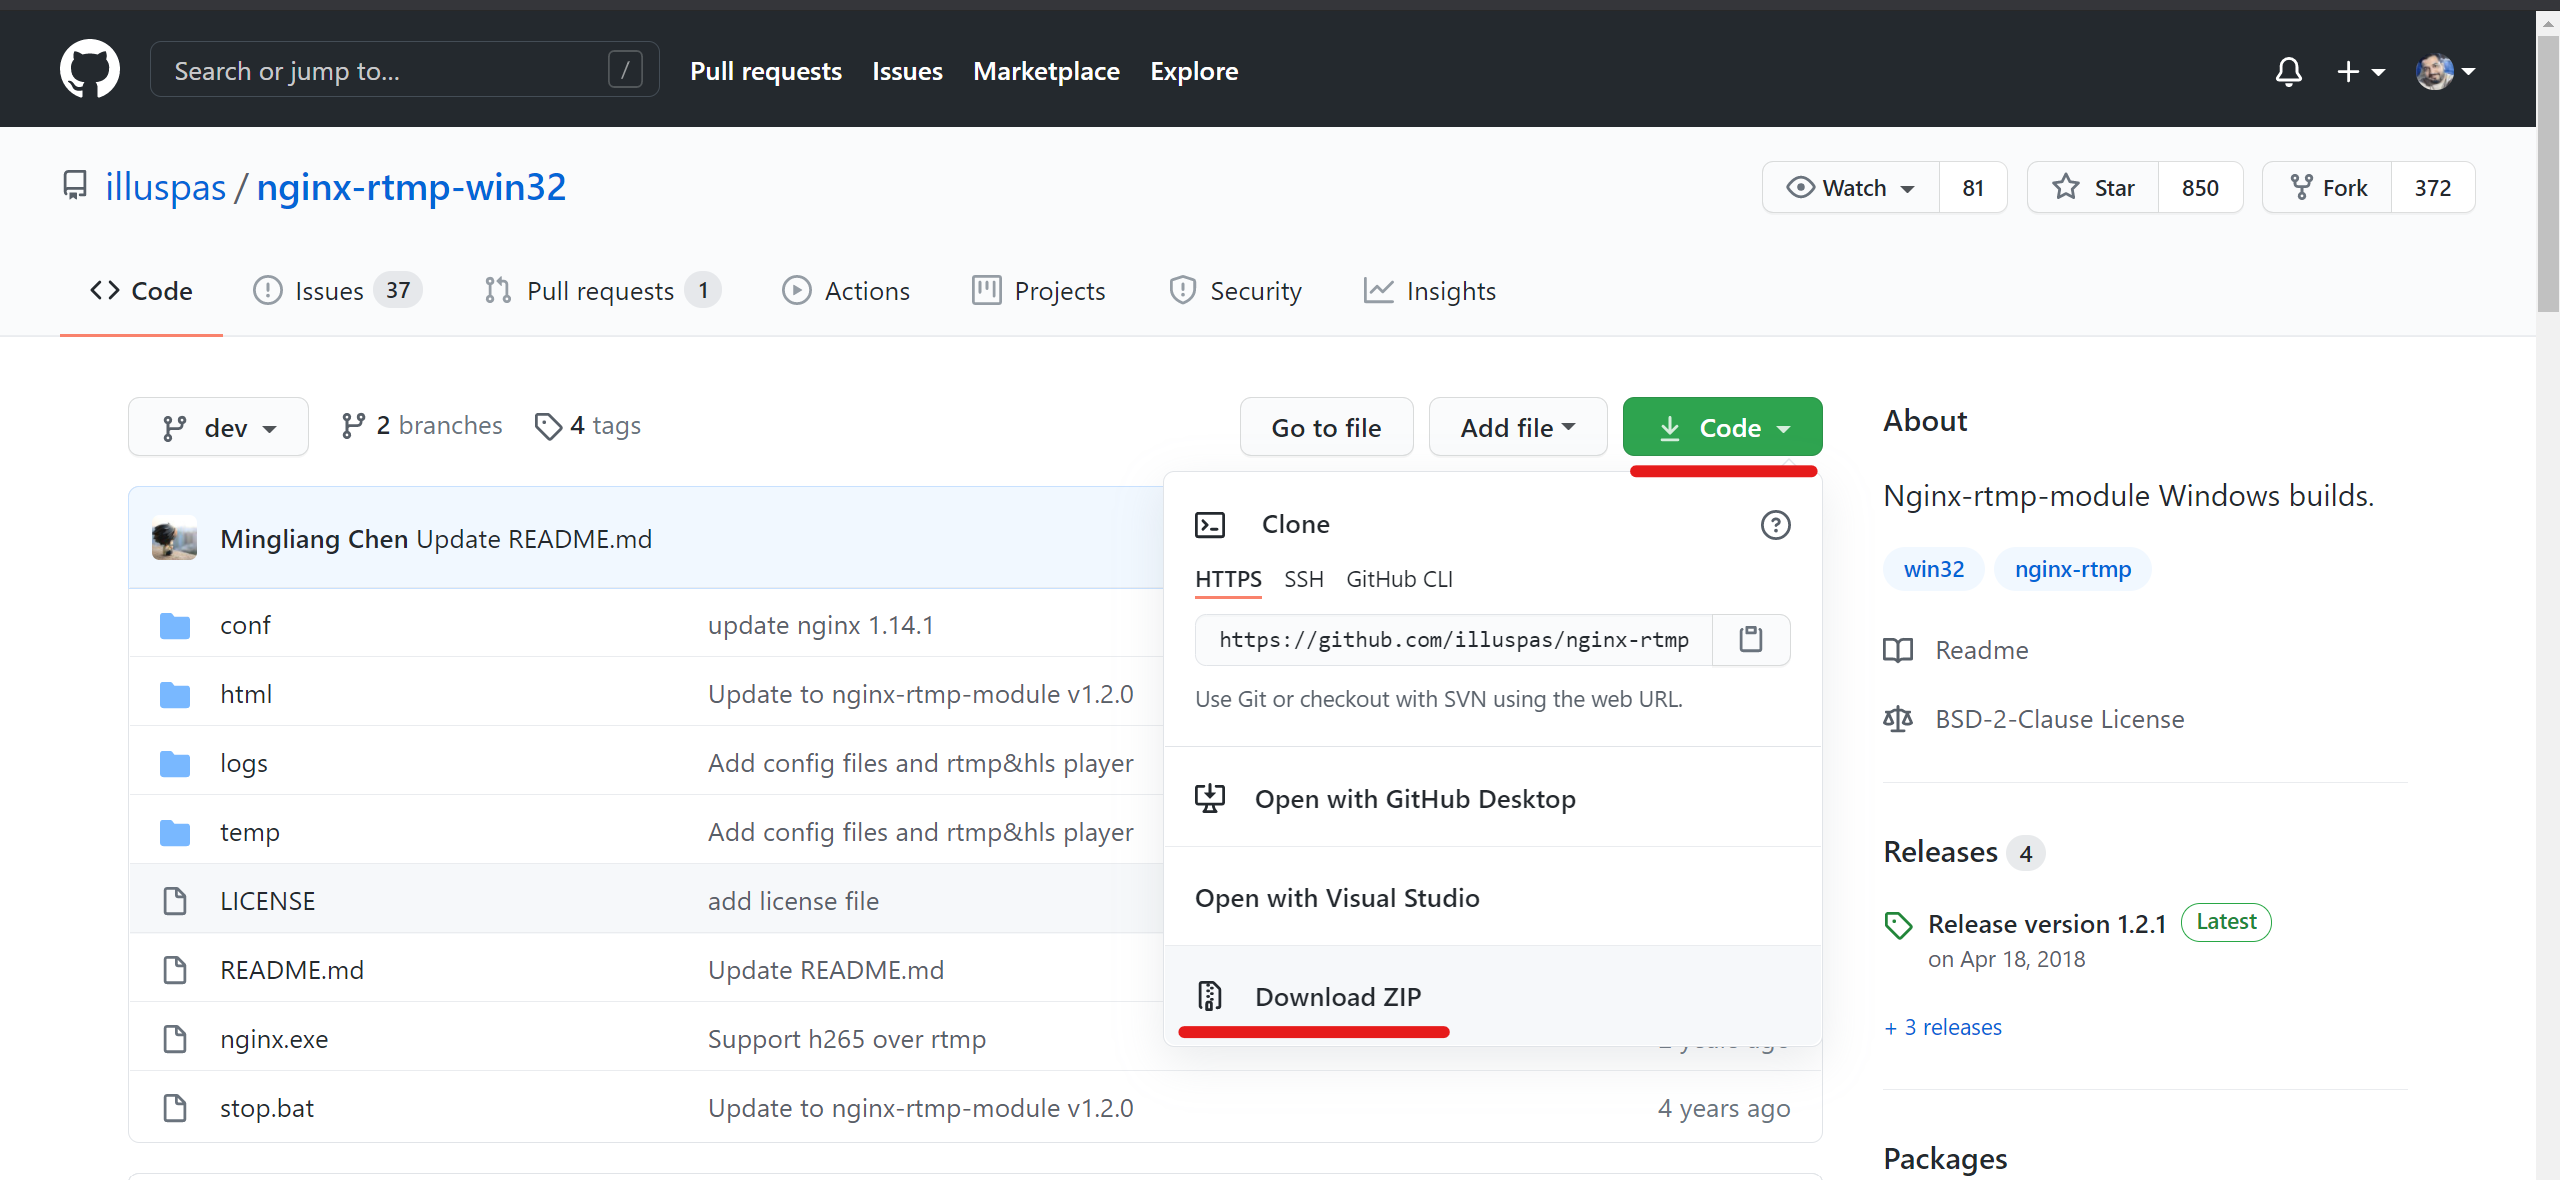 Search or jump to... /
Pull requests Issues Marketplace Explore
illuspas / nginx-rtmp-win32
Watch 81 Star 850 Fork 372
Code Issues 37 Pull requests 1 Actions Projects Security Insights
dev 2 branches 4 tags Go to file Add file Code
Mingliang Chen Update README.md
conf update nginx 1.14.1
html Update to nginx-rtmp-module v1.2.0
logs Add config files and rtmp&hls player
temp Add config files and rtmp&hls player
LICENSE add license file
README.md Update README.md
nginx.exe Support h265 over rtmp
stop.bat Update to nginx-rtmp-module v1.2.0 4 years ago
Clone
HTTPS SSH GitHub CLI
https://github.com/illuspas/nginx-rtmp
Use Git or checkout with SVN using the web URL.
Open with GitHub Desktop
Open with Visual Studio
Download ZIP
About
Nginx-rtmp-module Windows builds.
win32 nginx-rtmp
Readme
BSD-2-Clause License
Releases 4
Release version 1.2.1 Latest
on Apr 18, 2018
+ 3 releases
Packages